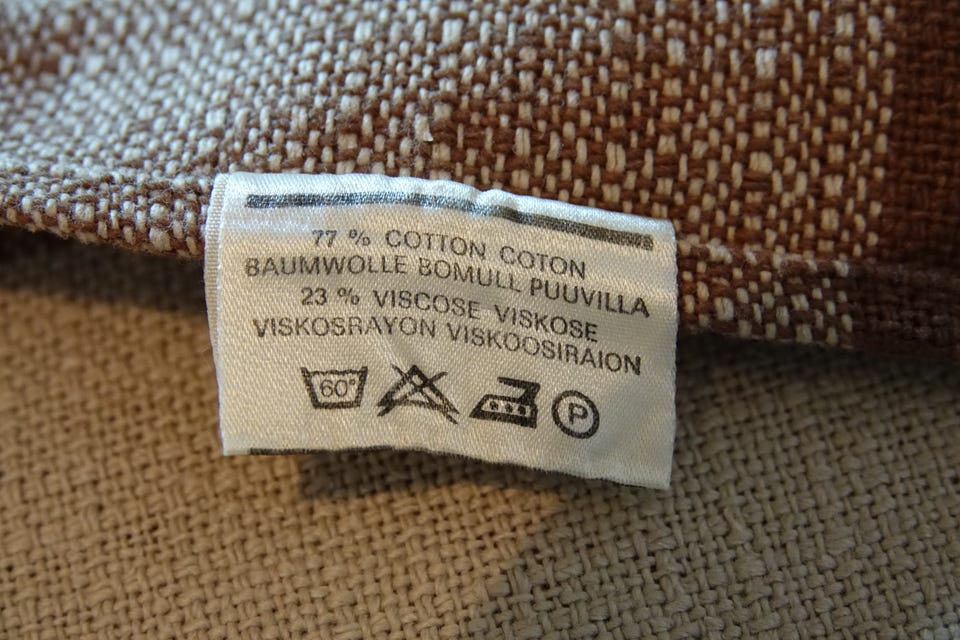 77 % COTTON COTON
BAUMWOLLE BOMULL PUUVILLA
23 % VISCOSE VISKOSE
VISKOSRAYON VISKOOSIRAION
60° P